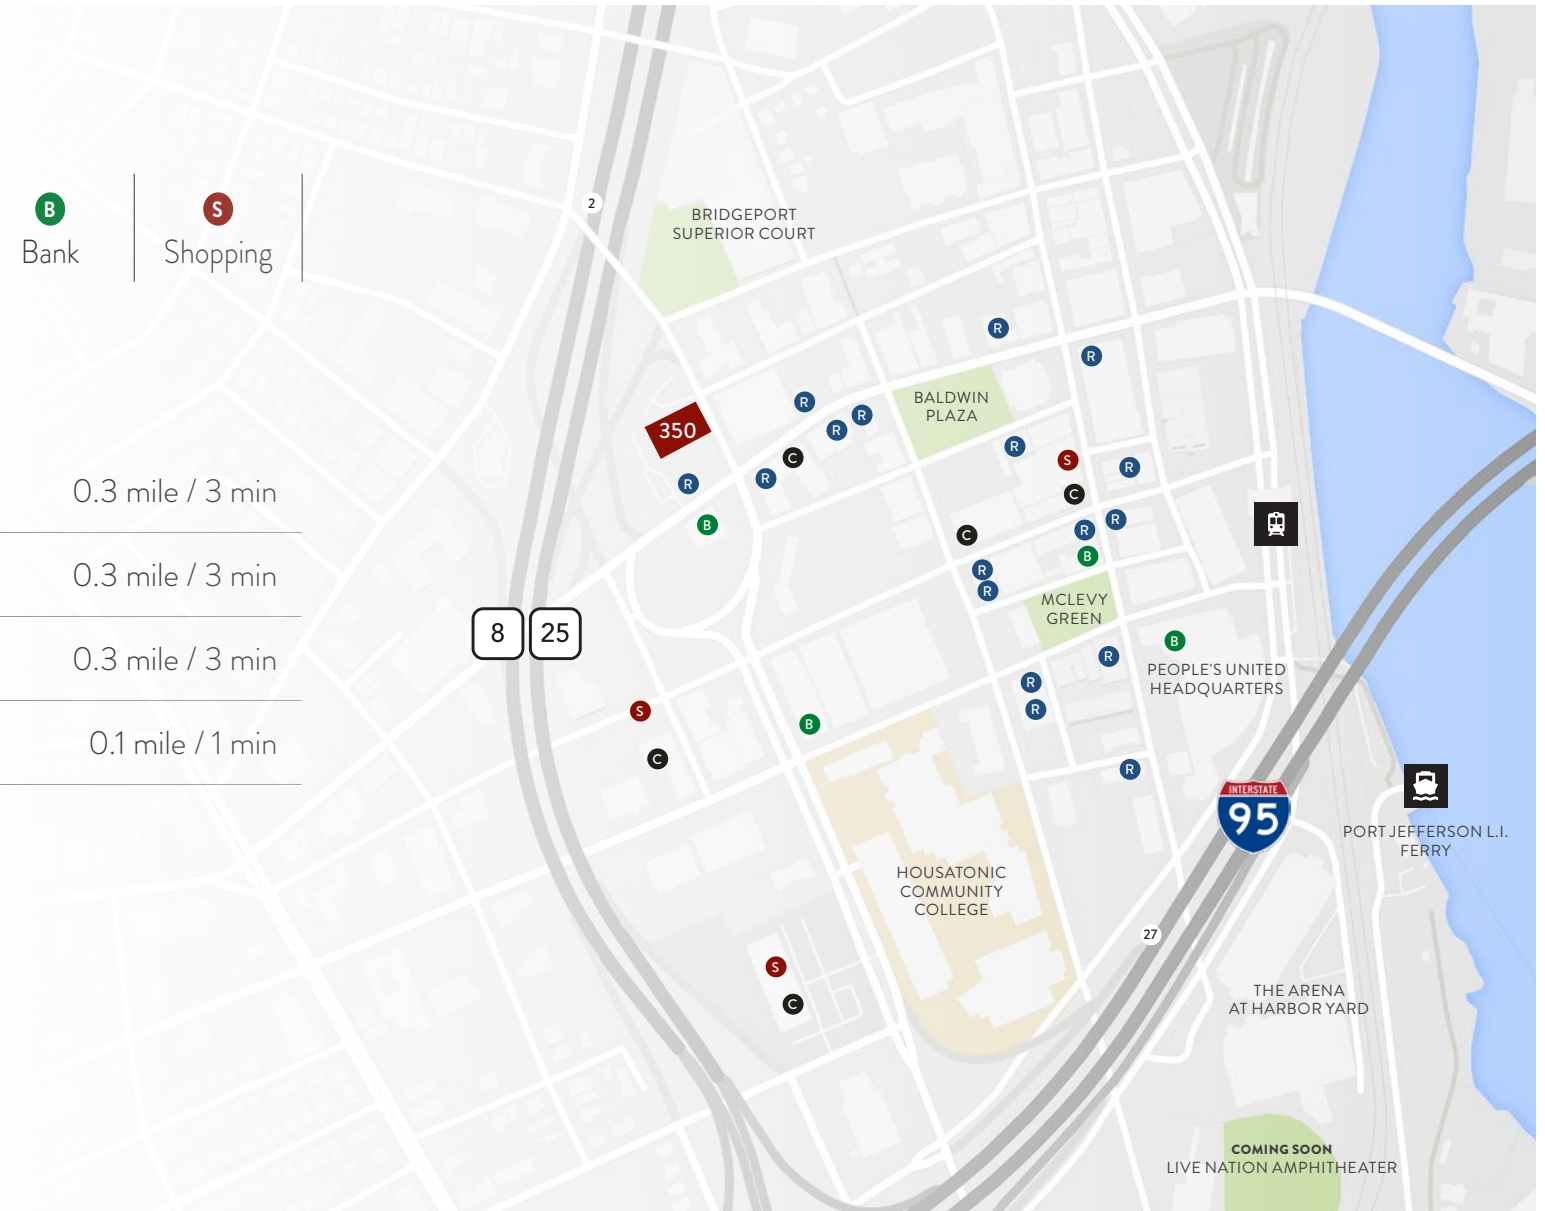 B
Bank
S
Shopping
0.3 mile / 3 min
0.3 mile / 3 min
0.3 mile / 3 min
0.1 mile / 1 min
2
BRIDGEPORT
SUPERIOR COURT
R
R
BALDWIN
PLAZA
R
R
R
350
C
R
R
B
R
S
R
C
R
R
C
B
R
R
MCLEVY
GREEN
8
25
B
PEOPLE'S UNITED
HEADQUARTERS
R
R
R
S
B
C
R
INTERSTATE
95
PORT JEFFERSON L.I.
FERRY
HOUSATONIC
COMMUNITY
COLLEGE
27
S
C
THE ARENA
AT HARBOR YARD
COMING SOON
LIVE NATION AMPHITHEATER